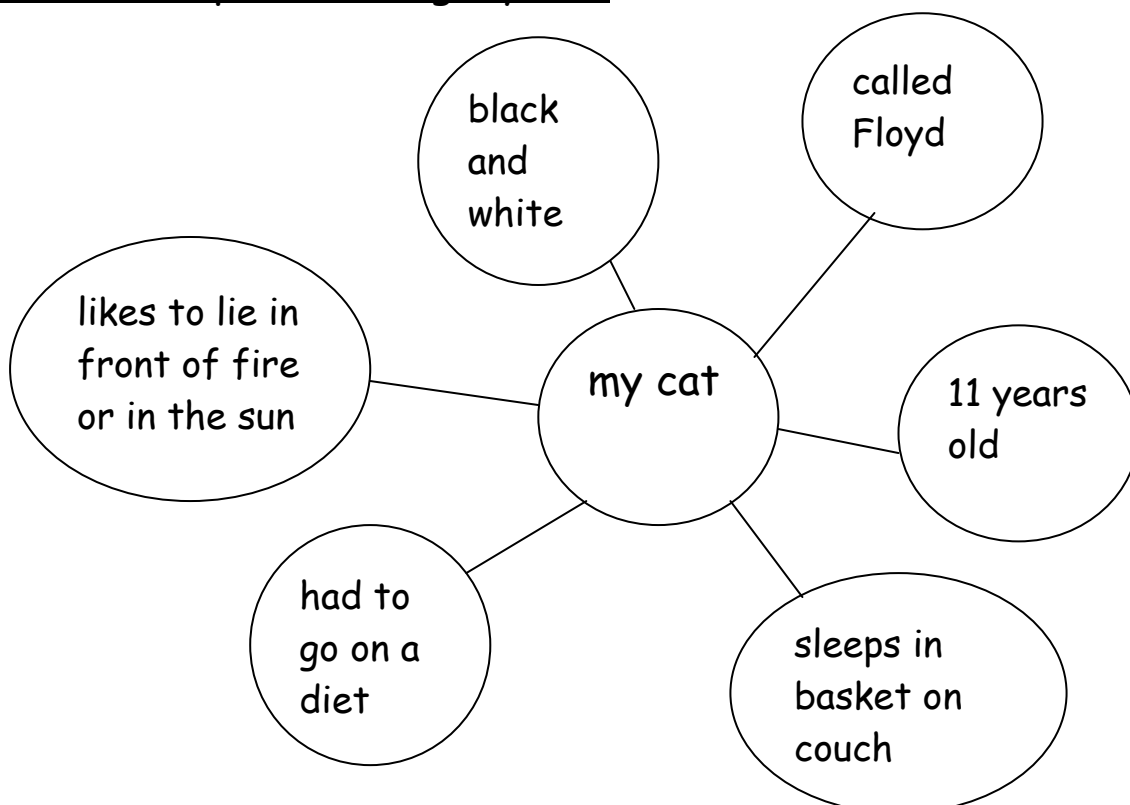 black
and
white
called
Floyd
likes to lie in
front of fire
or in the sun
my cat
11 years
old
had to
go on a
diet
sleeps in
basket on
couch